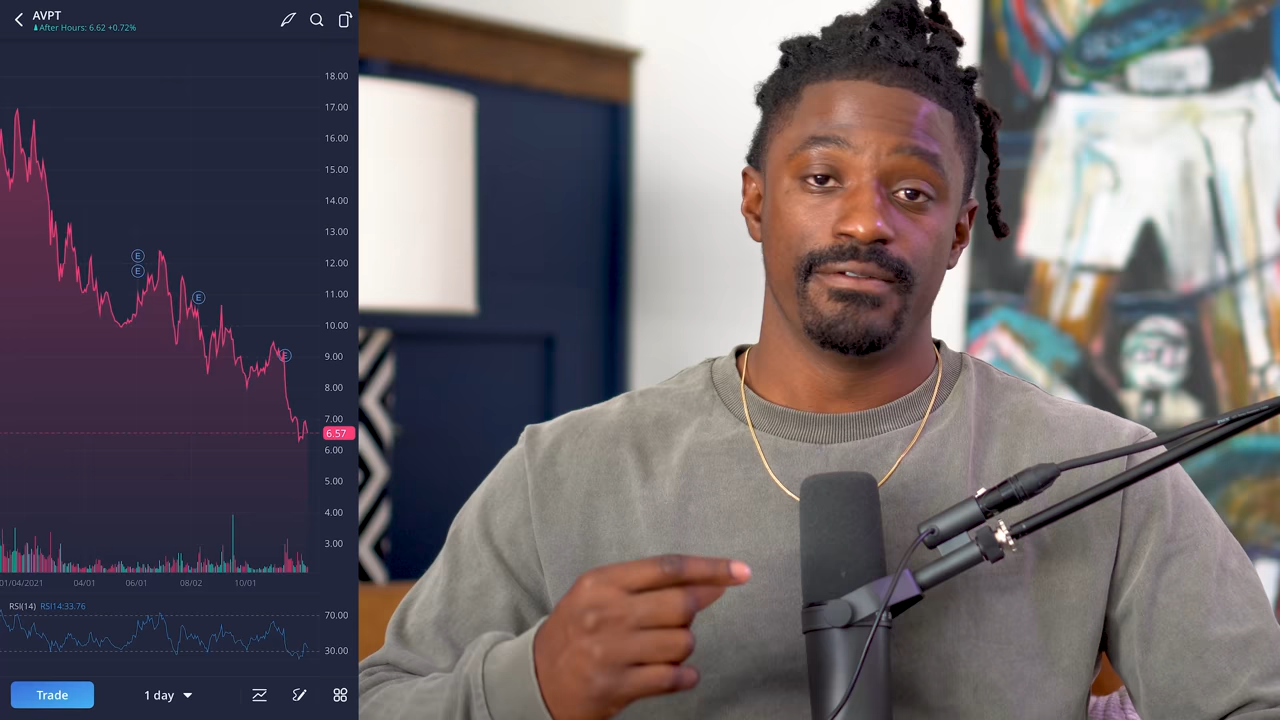 AVPT
After Hours: 6.62 +0.72%
18.00
17.00
16.00
15.00
14.00
13.00
E
12.00
E
E
11.00
10.00
E
9.00
8.00
7.00
6.57
6.00
5.00
4.00
3.00
01/04/2021 04/01 06/01 08/02 10/01
RSI(14) RSI14:33.76
70.00
30.00
Trade 1 day